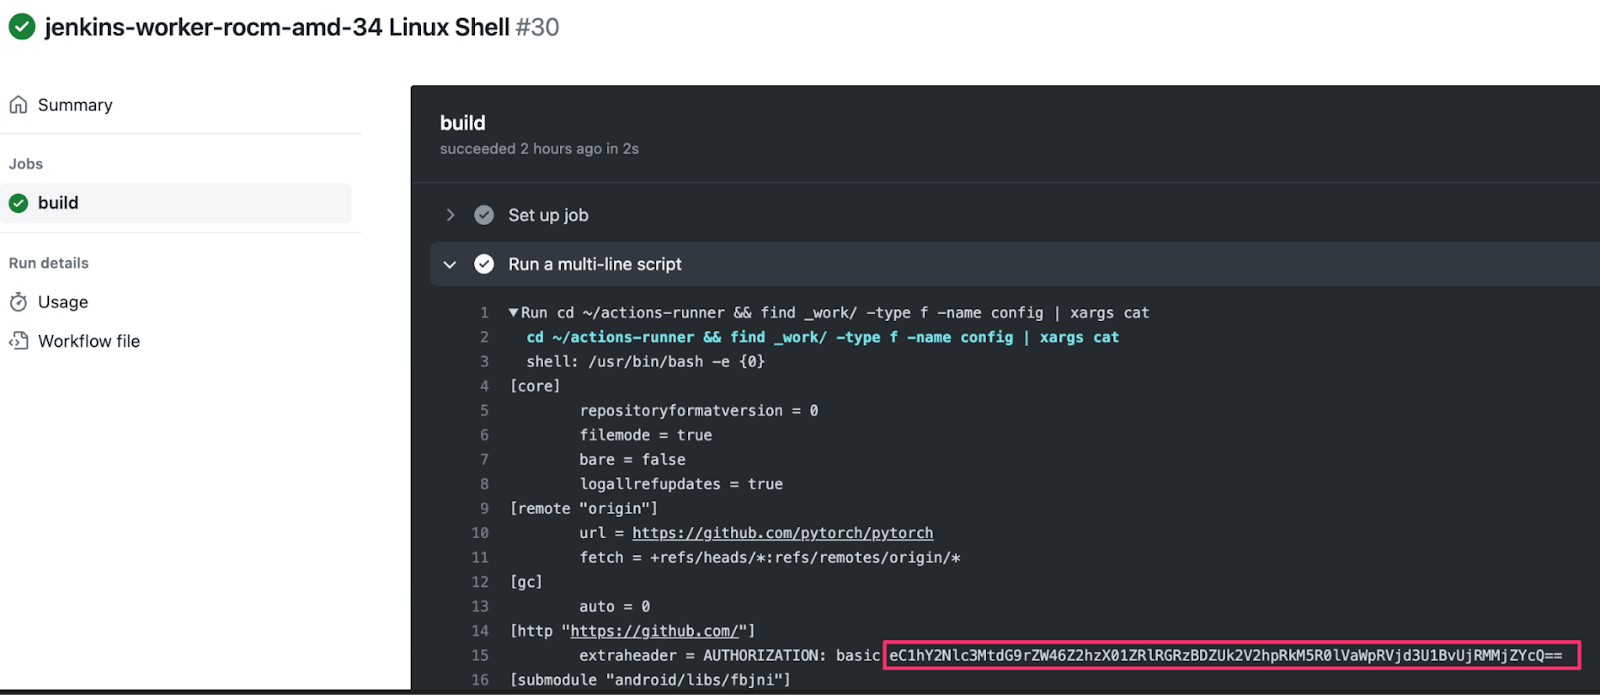 jenkins-worker-rocm-amd-34 Linux Shell #30
Summary
Jobs
build
Run details
Usage
Workflow file
build
succeeded 2 hours ago in 2s
Set up job
Run a multi-line script
1 ▼Run cd ~/actions-runner && find _work/ -type f -name config | xargs cat
2 cd ~/actions-runner && find _work/ -type f -name config | xargs cat
3 shell: /usr/bin/bash -e {0}
4 [core]
5 repositoryformatversion = 0
6 filemode = true
7 bare = false
8 logallrefupdates = true
9 [remote "origin"]
10 url = https://github.com/pytorch/pytorch
11 fetch = +refs/heads/*:refs/remotes/origin/*
12 [gc]
13 auto = 0
14 [http "https://github.com/"]
15 extraheader = AUTHORIZATION: basic eC1hY2Nlc3MtdG9rZW46Z2hzX01ZRlRGRzBDZUk2V2hpRkM5R0lVaWpRVjd3U1BvUjRMMjZYcQ==
16 [submodule "android/libs/fbjni"]